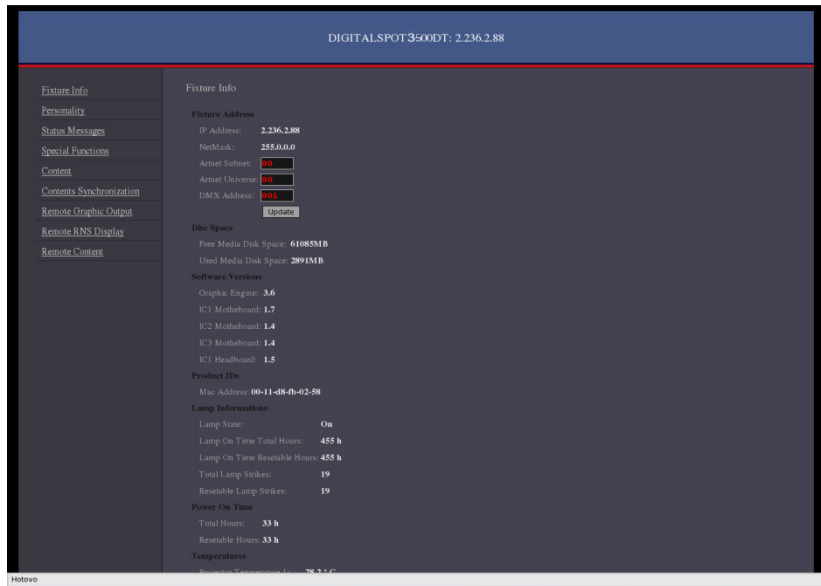 DIGITALSPOT3500DT: 2.236.2.88
Fixture Info
Personality
Status Messages
Special Functions
Content
Contents Synchronization
Remote Graphic Output
Remote RNS Display
Remote Content
Fixture Info
Fixture Address
IP Address: 2.236.2.88
NetMask: 255.0.0.0
Artnet Subnet: 00
Artnet Universe: 00
DMX Address: 001
Update
Disc Space
Free Media Disk Space: 61085MB
Used Media Disk Space: 2891MB
Software Versions
Graphic Engine: 3.6
IC1 Motheboard: 1.7
IC2 Motheboard: 1.4
IC3 Motheboard: 1.4
IC1 Headboard: 1.5
Product IDs
Mac Address: 00-11-d8-fb-02-58
Lamp Informations
Lamp State: On
Lamp On Time Total Hours: 455 h
Lamp On Time Resetable Hours: 455 h
Total Lamp Strikes: 19
Resetable Lamp Strikes: 19
Power On Time
Total Hours: 33 h
Resetable Hours: 33 h
Temperatures
Projector Temperature 1: 28.2 ° C
Hotovo